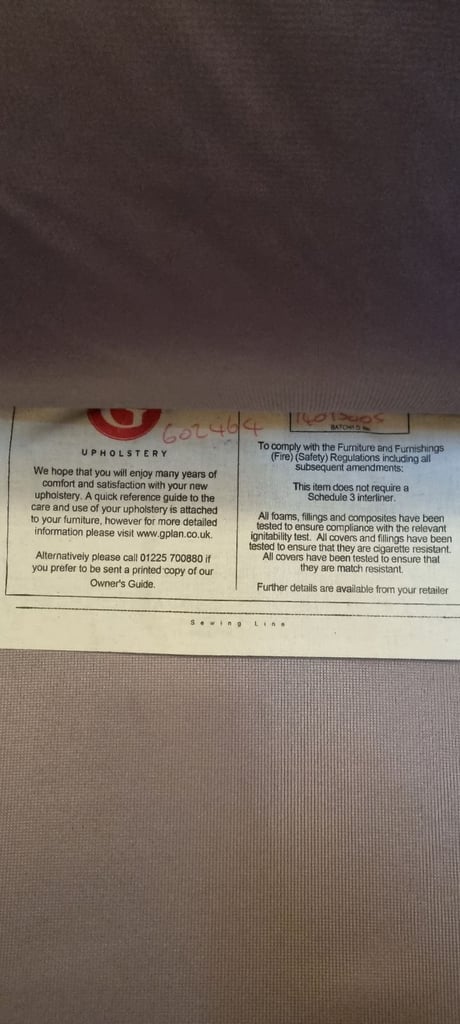 G
602464
UPHOLSTERY
We hope that you will enjoy many years of
comfort and satisfaction with your new
upholstery. A quick reference guide to the
care and use of your upholstery is attached
to your furniture, however for more detailed
information please visit www.gplan.co.uk.
Alternatively please call 01225 700880 if
you prefer to be sent a printed copy of our
Owner's Guide.
To comply with the Furniture and Furnishings
(Fire) (Safety) Regulations including all
subsequent amendments:
This item does not require a
Schedule 3 interliner.
All foams, fillings and composites have been
tested to ensure compliance with the relevant
ignitability test. All covers and fillings have been
tested to ensure that they are cigarette resistant.
All covers have been tested to ensure that
they are match resistant.
Further details are available from your retailer
Sewing Line